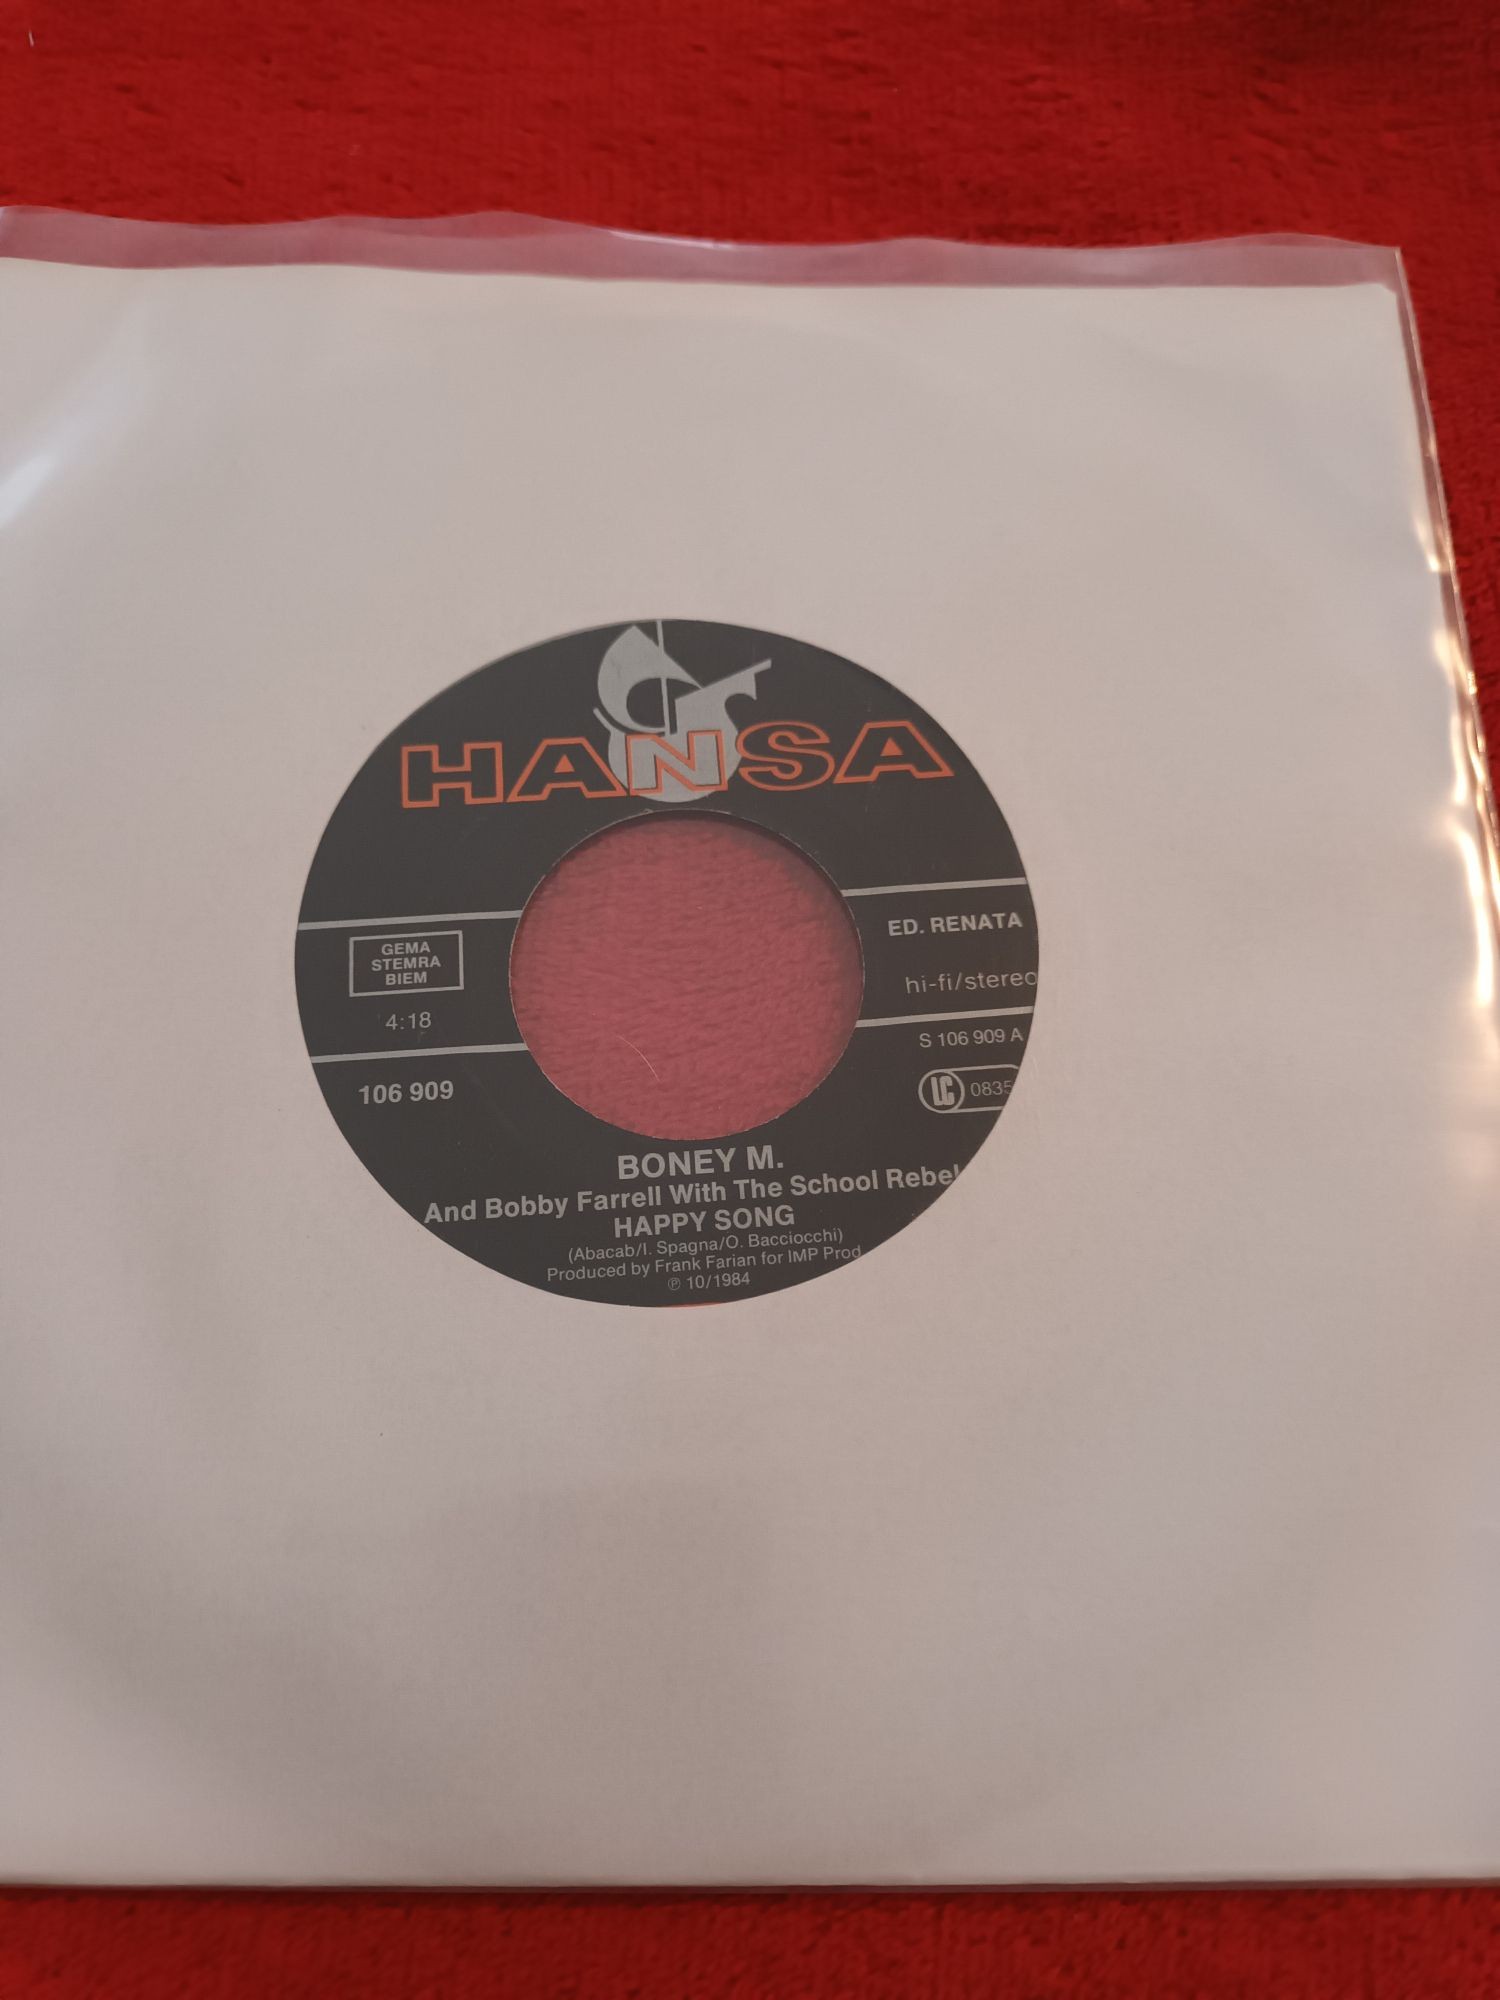 HANSA
GEMA
STEMRA
BIEM
4:18
106 909
ED. RENATA
hi-fi/stereo
S 106 909 A
LC 0835
BONEY M.
And Bobby Farrell With The School Rebel
HAPPY SONG
(Abacab/I. Spagna/O. Bacciocchi)
Produced by Frank Farian for IMP Prod
℗ 10/1984